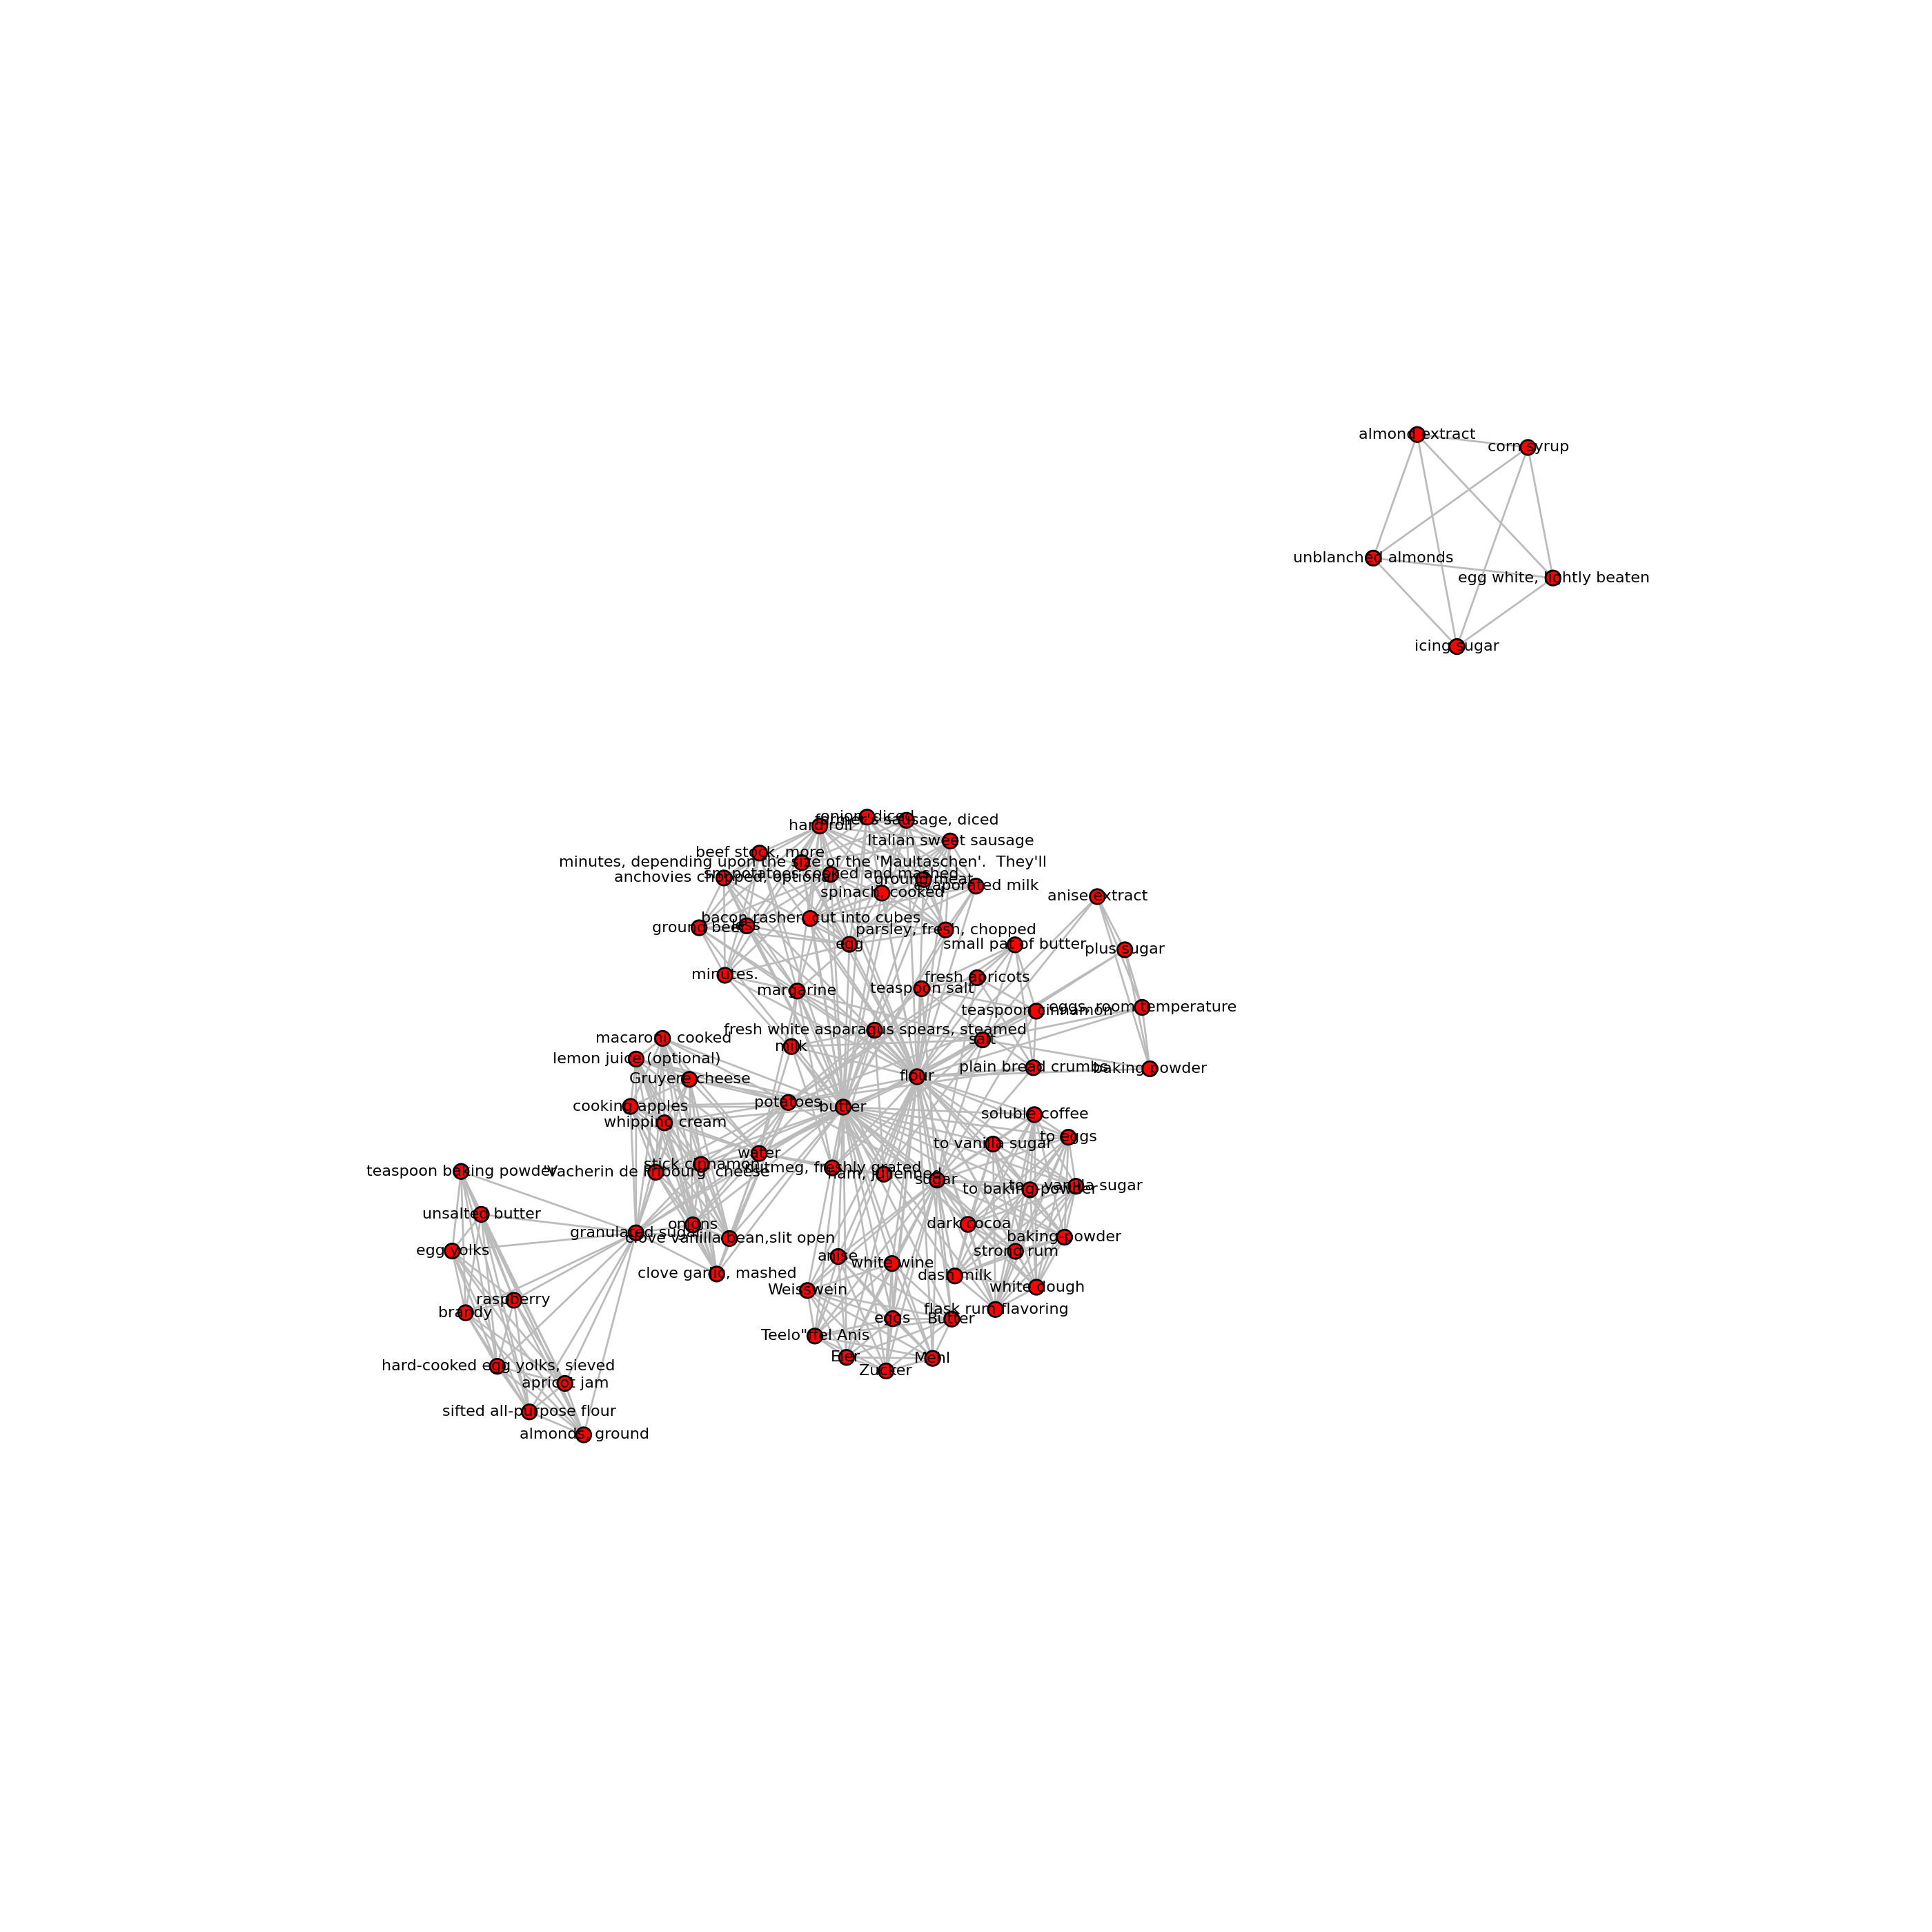 almond extract
corn syrup
unblanched almonds
egg white, lightly beaten
icing sugar
onion diced
farmer's sausage, diced
hard roll
Italian sweet sausage
beef stock, more
minutes, depending upon the size of the 'Maultaschen'.  They'll
anchovies chopped, optional
potatoes cooked and mashed
ground meat
evaporated milk
spinach, cooked
anise extract
bacon rasher cut into cubes
ground beef
less
parsley, fresh, chopped
egg
small pat of butter
plus sugar
minutes.
fresh apricots
margarine
teaspoon salt
teaspoon cinnamon
eggs, room temperature
fresh white asparagus spears, steamed
macaroni, cooked
milk
salt
lemon juice (optional)
plain bread crumbs
baking powder
Gruyere cheese
flour
cooking apples
potatoes
butter
whipping cream
soluble coffee
to eggs
to vanilla sugar
water
stick cinnamon
nutmeg, freshly grated
teaspoon baking powder
"Vacherin de fribourg" cheese
ham, julienned
sugar
to baking-powder
to vanilla sugar
unsalted butter
onions
dark cocoa
granulated sugar
clove vanilla bean,slit open
baking-powder
egg yolks
strong rum
anise
white wine
clove garlic, mashed
dash milk
white dough
Weisswein
raspberry
brandy
flask rum flavoring
eggs
Butter
Teelo"ffel Anis
Eier
Mehl
Zucker
hard-cooked egg yolks, sieved
apricot jam
sifted all-purpose flour
almonds, ground